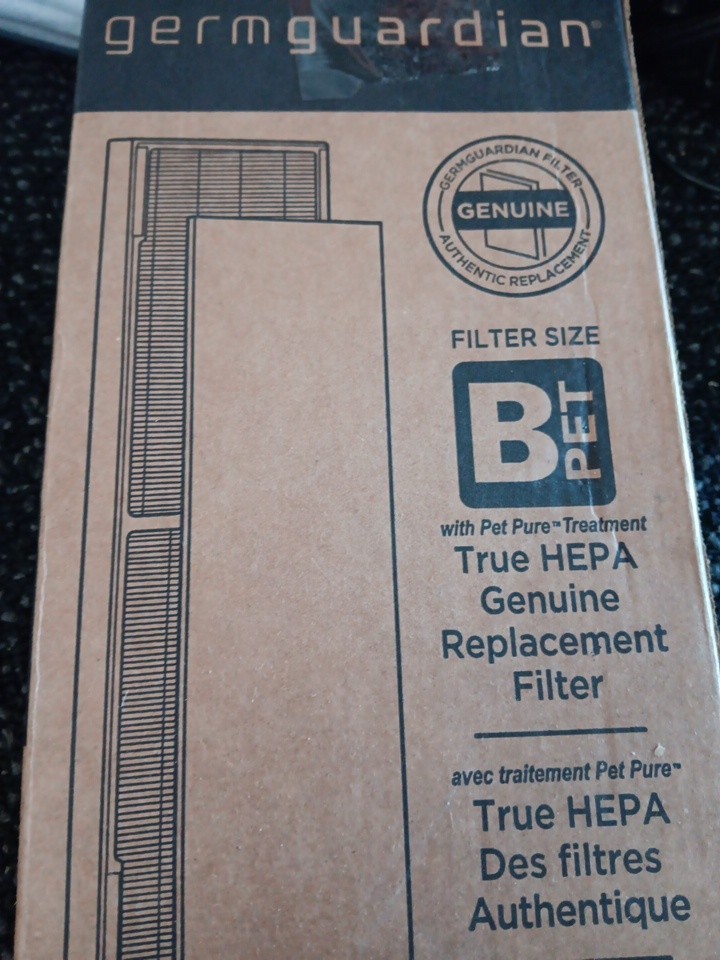 germguardian®
GERMGUARDIAN FILTER
GENUINE
AUTHENTIC REPLACEMENT
FILTER SIZE
B PET
with Pet Pure™ Treatment
True HEPA
Genuine
Replacement
Filter
avec traitement Pet Pure™
True HEPA
Des filtres
Authentique